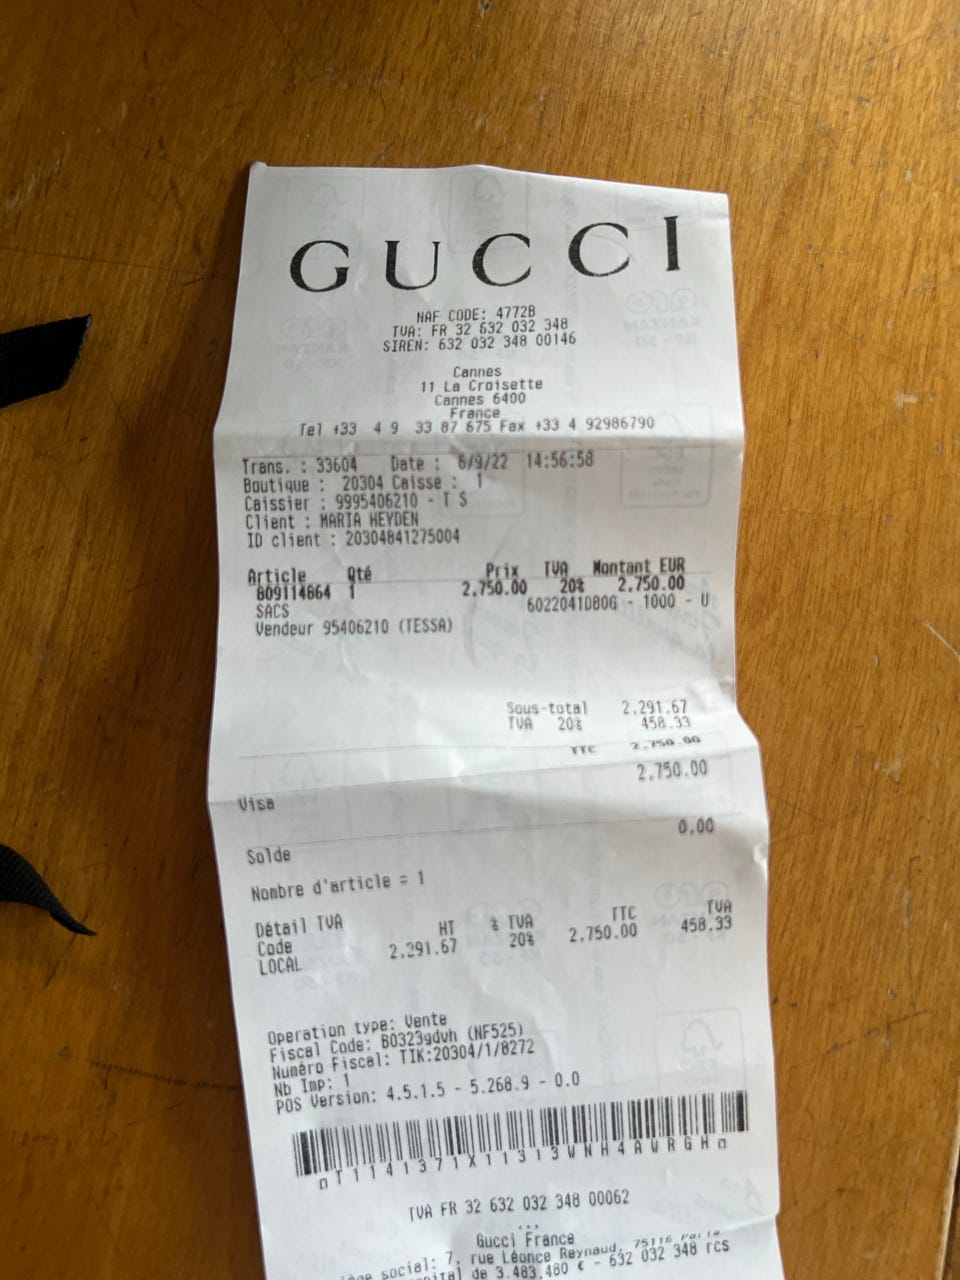 GUCCI
NAF CODE: 4772B
TVA: FR 32 632 032 348
SIREN: 632 032 348 00146
Cannes
11 La Croisette
Cannes 6400
France
Tel +33 4 9 33 87 675 Fax +33 4 92986790
Trans. : 33604 Date : 6/9/22 14:56:58
Boutique : 20304 Caisse : 1
Caissier : 9995406210 - T S
Client : MARIA HEYDEN
ID client : 20304841275004
Article Qté Prix TVA Montant EUR
809114864 1 2,750.00 20% 2,750.00
SACS 6022041D80G - 1000 - U
Vendeur 95406210 (TESSA)
Sous-total 2,291.67
TVA 20% 458.33
TTC 2,750.00
Visa 2,750.00
Solde 0,00
Nombre d'article = 1
Détail TVA
Code HT % TVA TTC TVA
LOCAL 2,291.67 20% 2,750.00 458.33
Operation type: Vente
Fiscal Code: B0323gdvh (NF525)
Numéro Fiscal: TIK:20304/1/8272
Nb Imp: 1
POS Version: 4.5.1.5 - 5.268.9 - 0.0
T1141371X11313WNH4AWRGH
TVA FR 32 632 032 348 00062
...
Gucci France
social: 7, rue Léonce Reynaud, 75116 Paris
de 3.483.480 € - 632 032 348 rcs